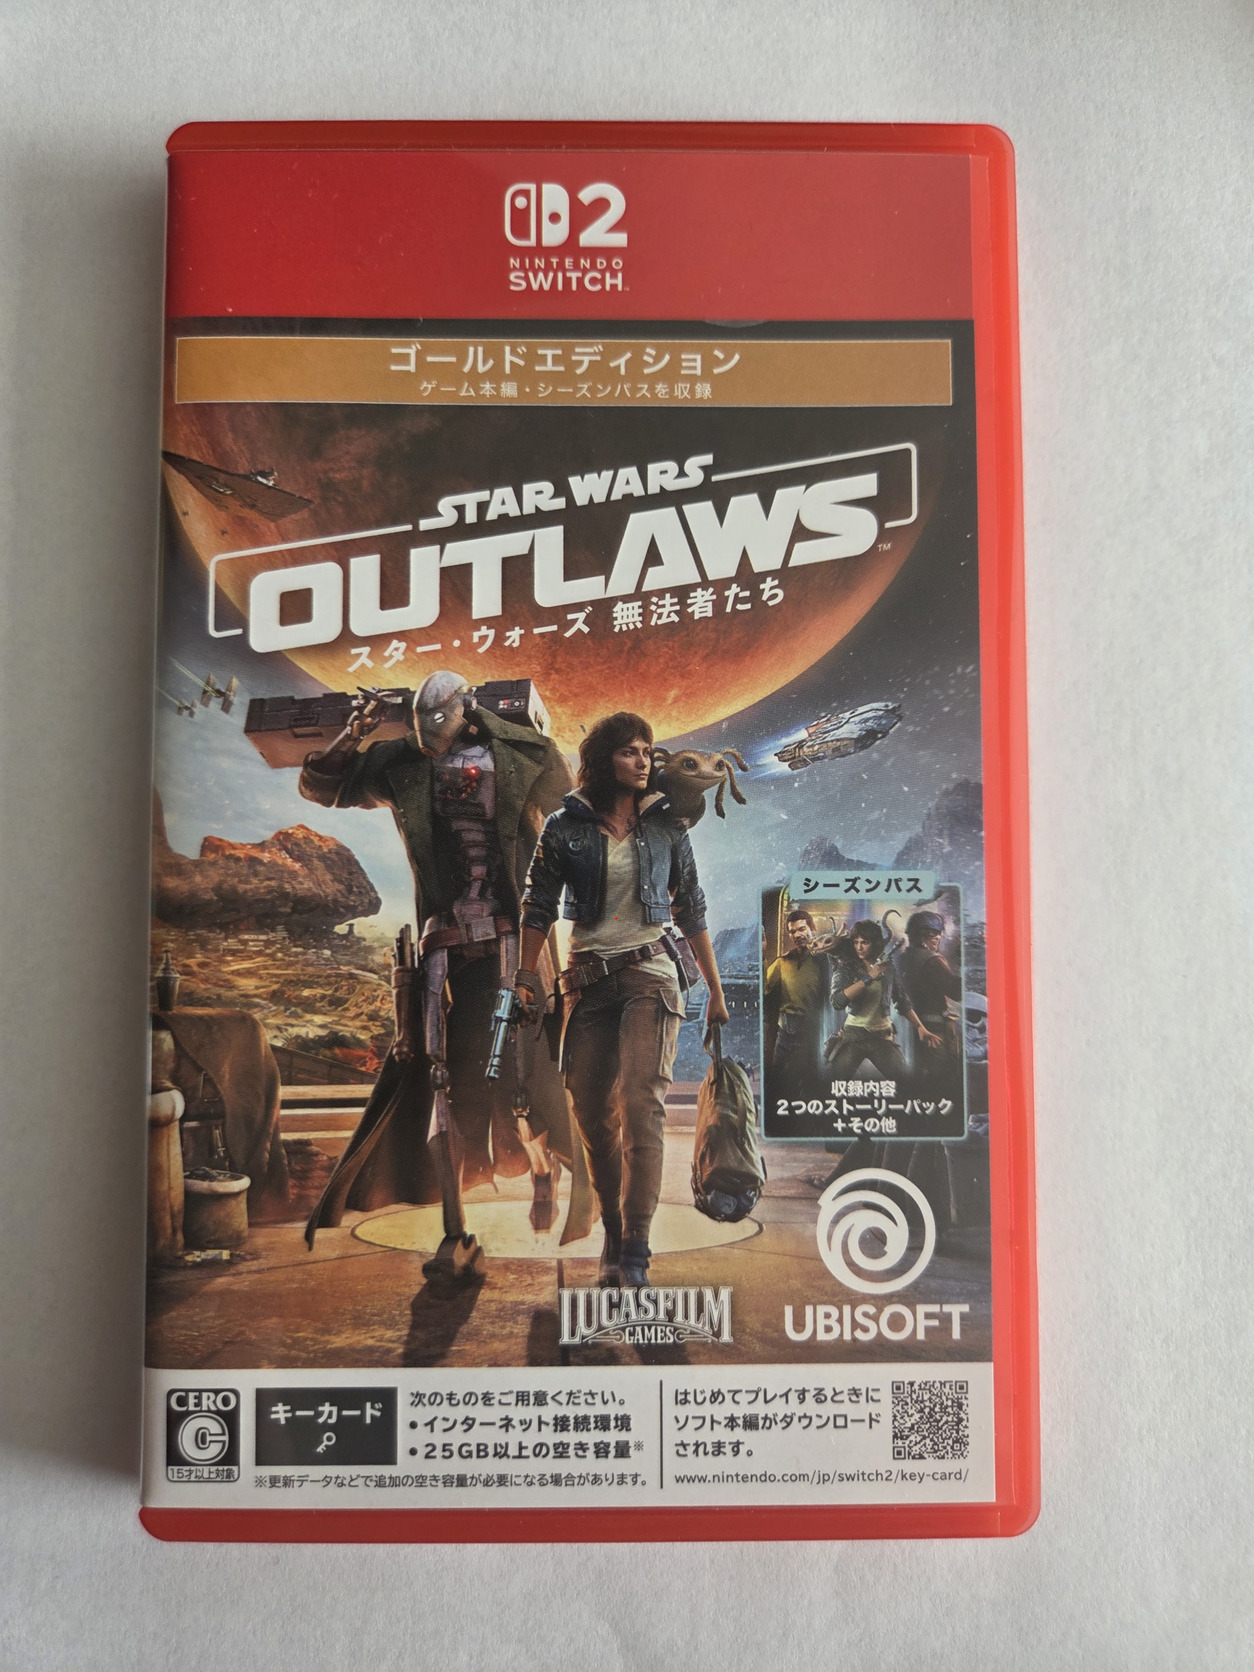 2
NINTENDO
SWITCH™
ゴールドエディション
ゲーム本編・シーズンパスを収録
STAR WARS
OUTLAWS™
スター・ウォーズ 無法者たち
シーズンパス
収録内容
2つのストーリーパック
+その他
LUCASFILM
GAMES
UBISOFT
CERO
C
15才以上対象
キーカード
次のものをご用意ください。
•インターネット接続環境
•25GB以上の空き容量※
※更新データなどで追加の空き容量が必要になる場合があります。
はじめてプレイするときに
ソフト本編がダウンロード
されます。
www.nintendo.com/jp/switch2/key-card/